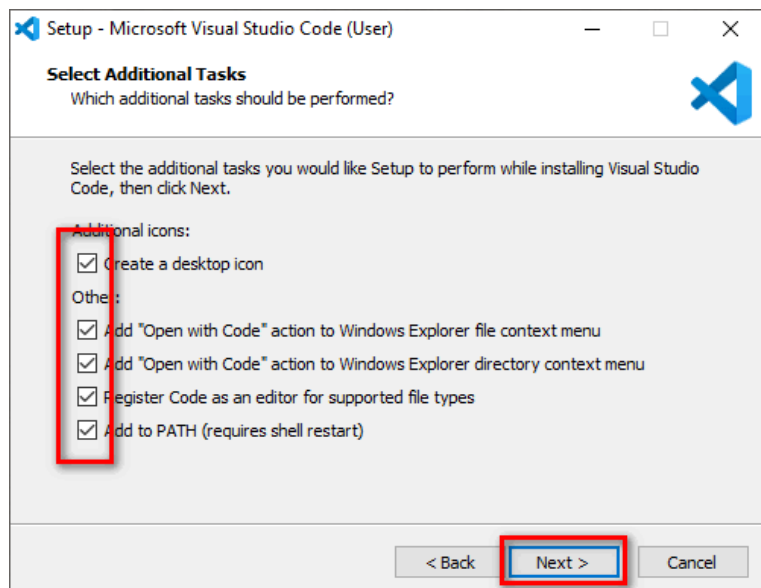 Setup - Microsoft Visual Studio Code (User)
Select Additional Tasks
Which additional tasks should be performed?
Select the additional tasks you would like Setup to perform while installing Visual Studio
Code, then click Next.
Additional icons:
Create a desktop icon
Other:
Add "Open with Code" action to Windows Explorer file context menu
Add "Open with Code" action to Windows Explorer directory context menu
Register Code as an editor for supported file types
Add to PATH (requires shell restart)
< Back Next > Cancel